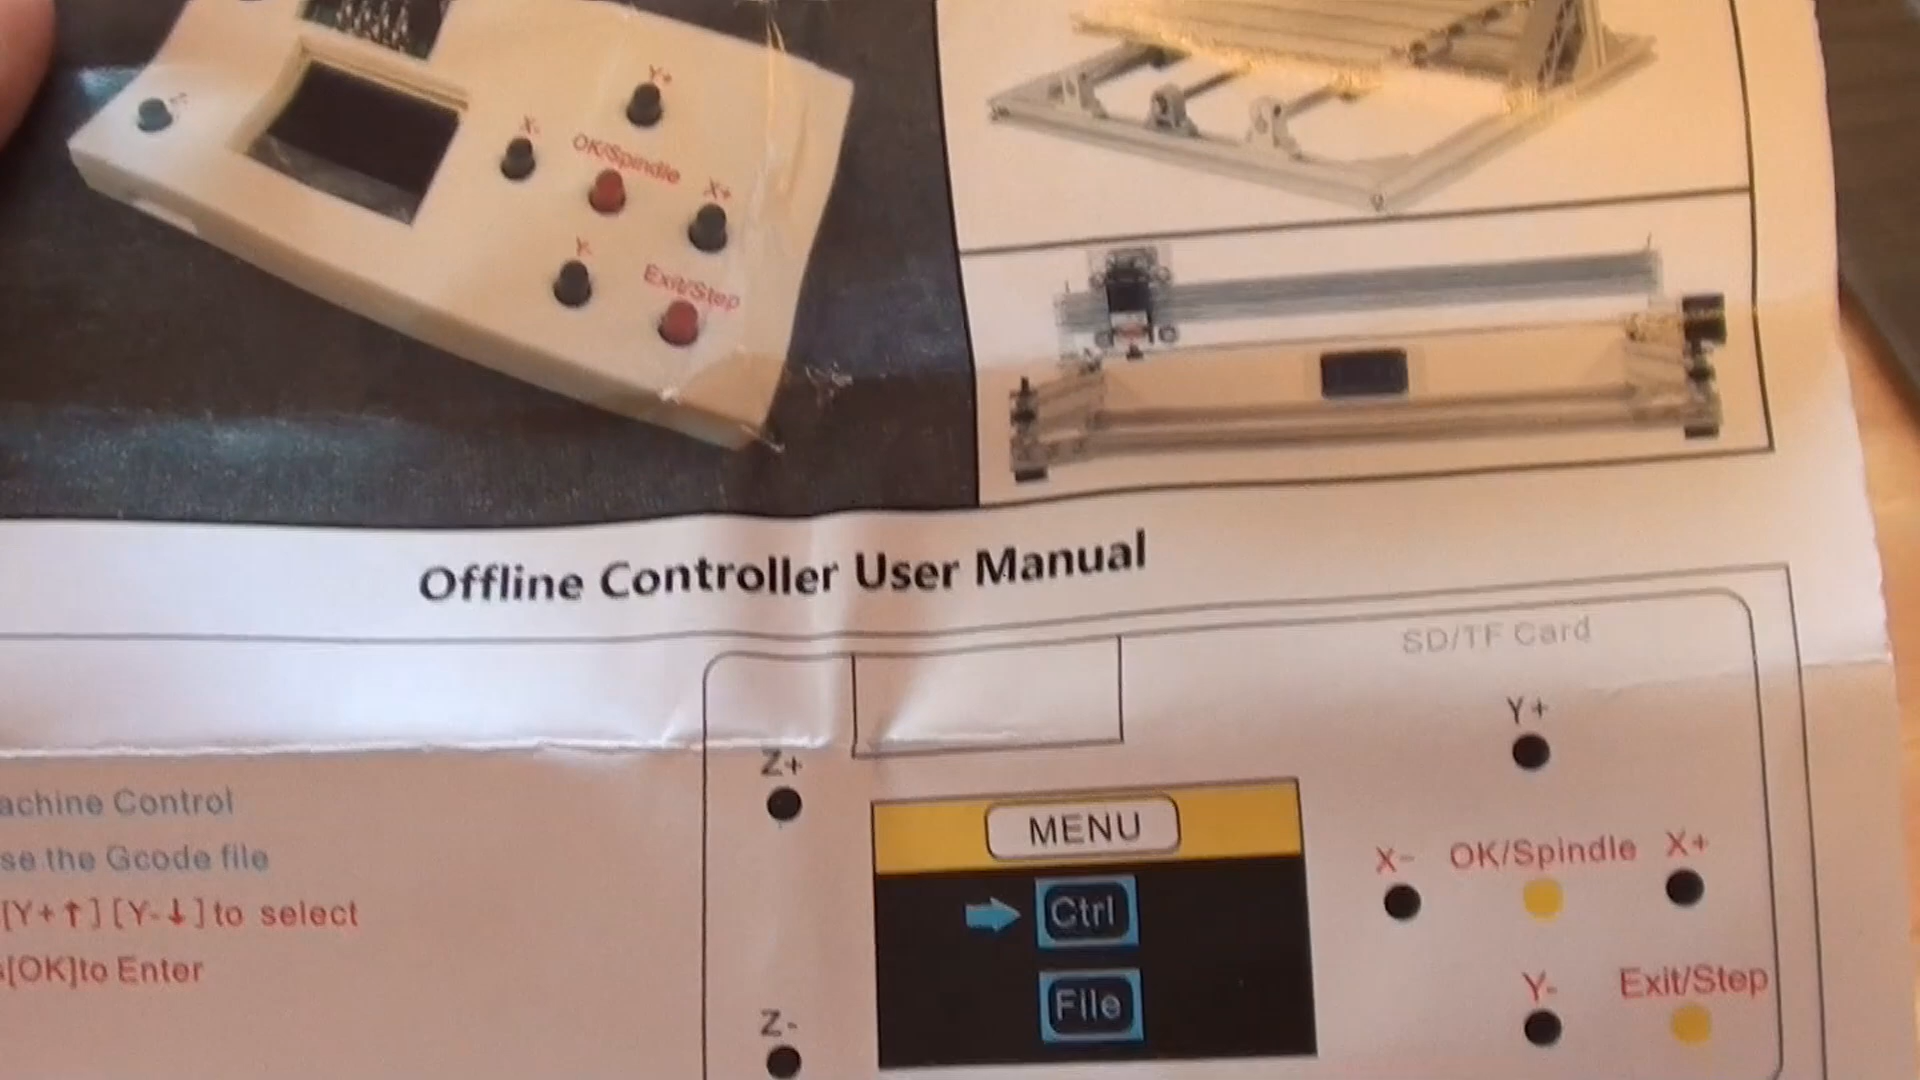 Y+
X-
OK/Spindle
X+
Y-
Exit/Step
Offline Controller User Manual
SD/TF Card
Z+
Y+
achine Control
MENU
se the Gcode file
X- OK/Spindle X+
[Y+↑][Y-↓]to select
Ctrl
[OK]to Enter
Y- Exit/Step
File
Z-